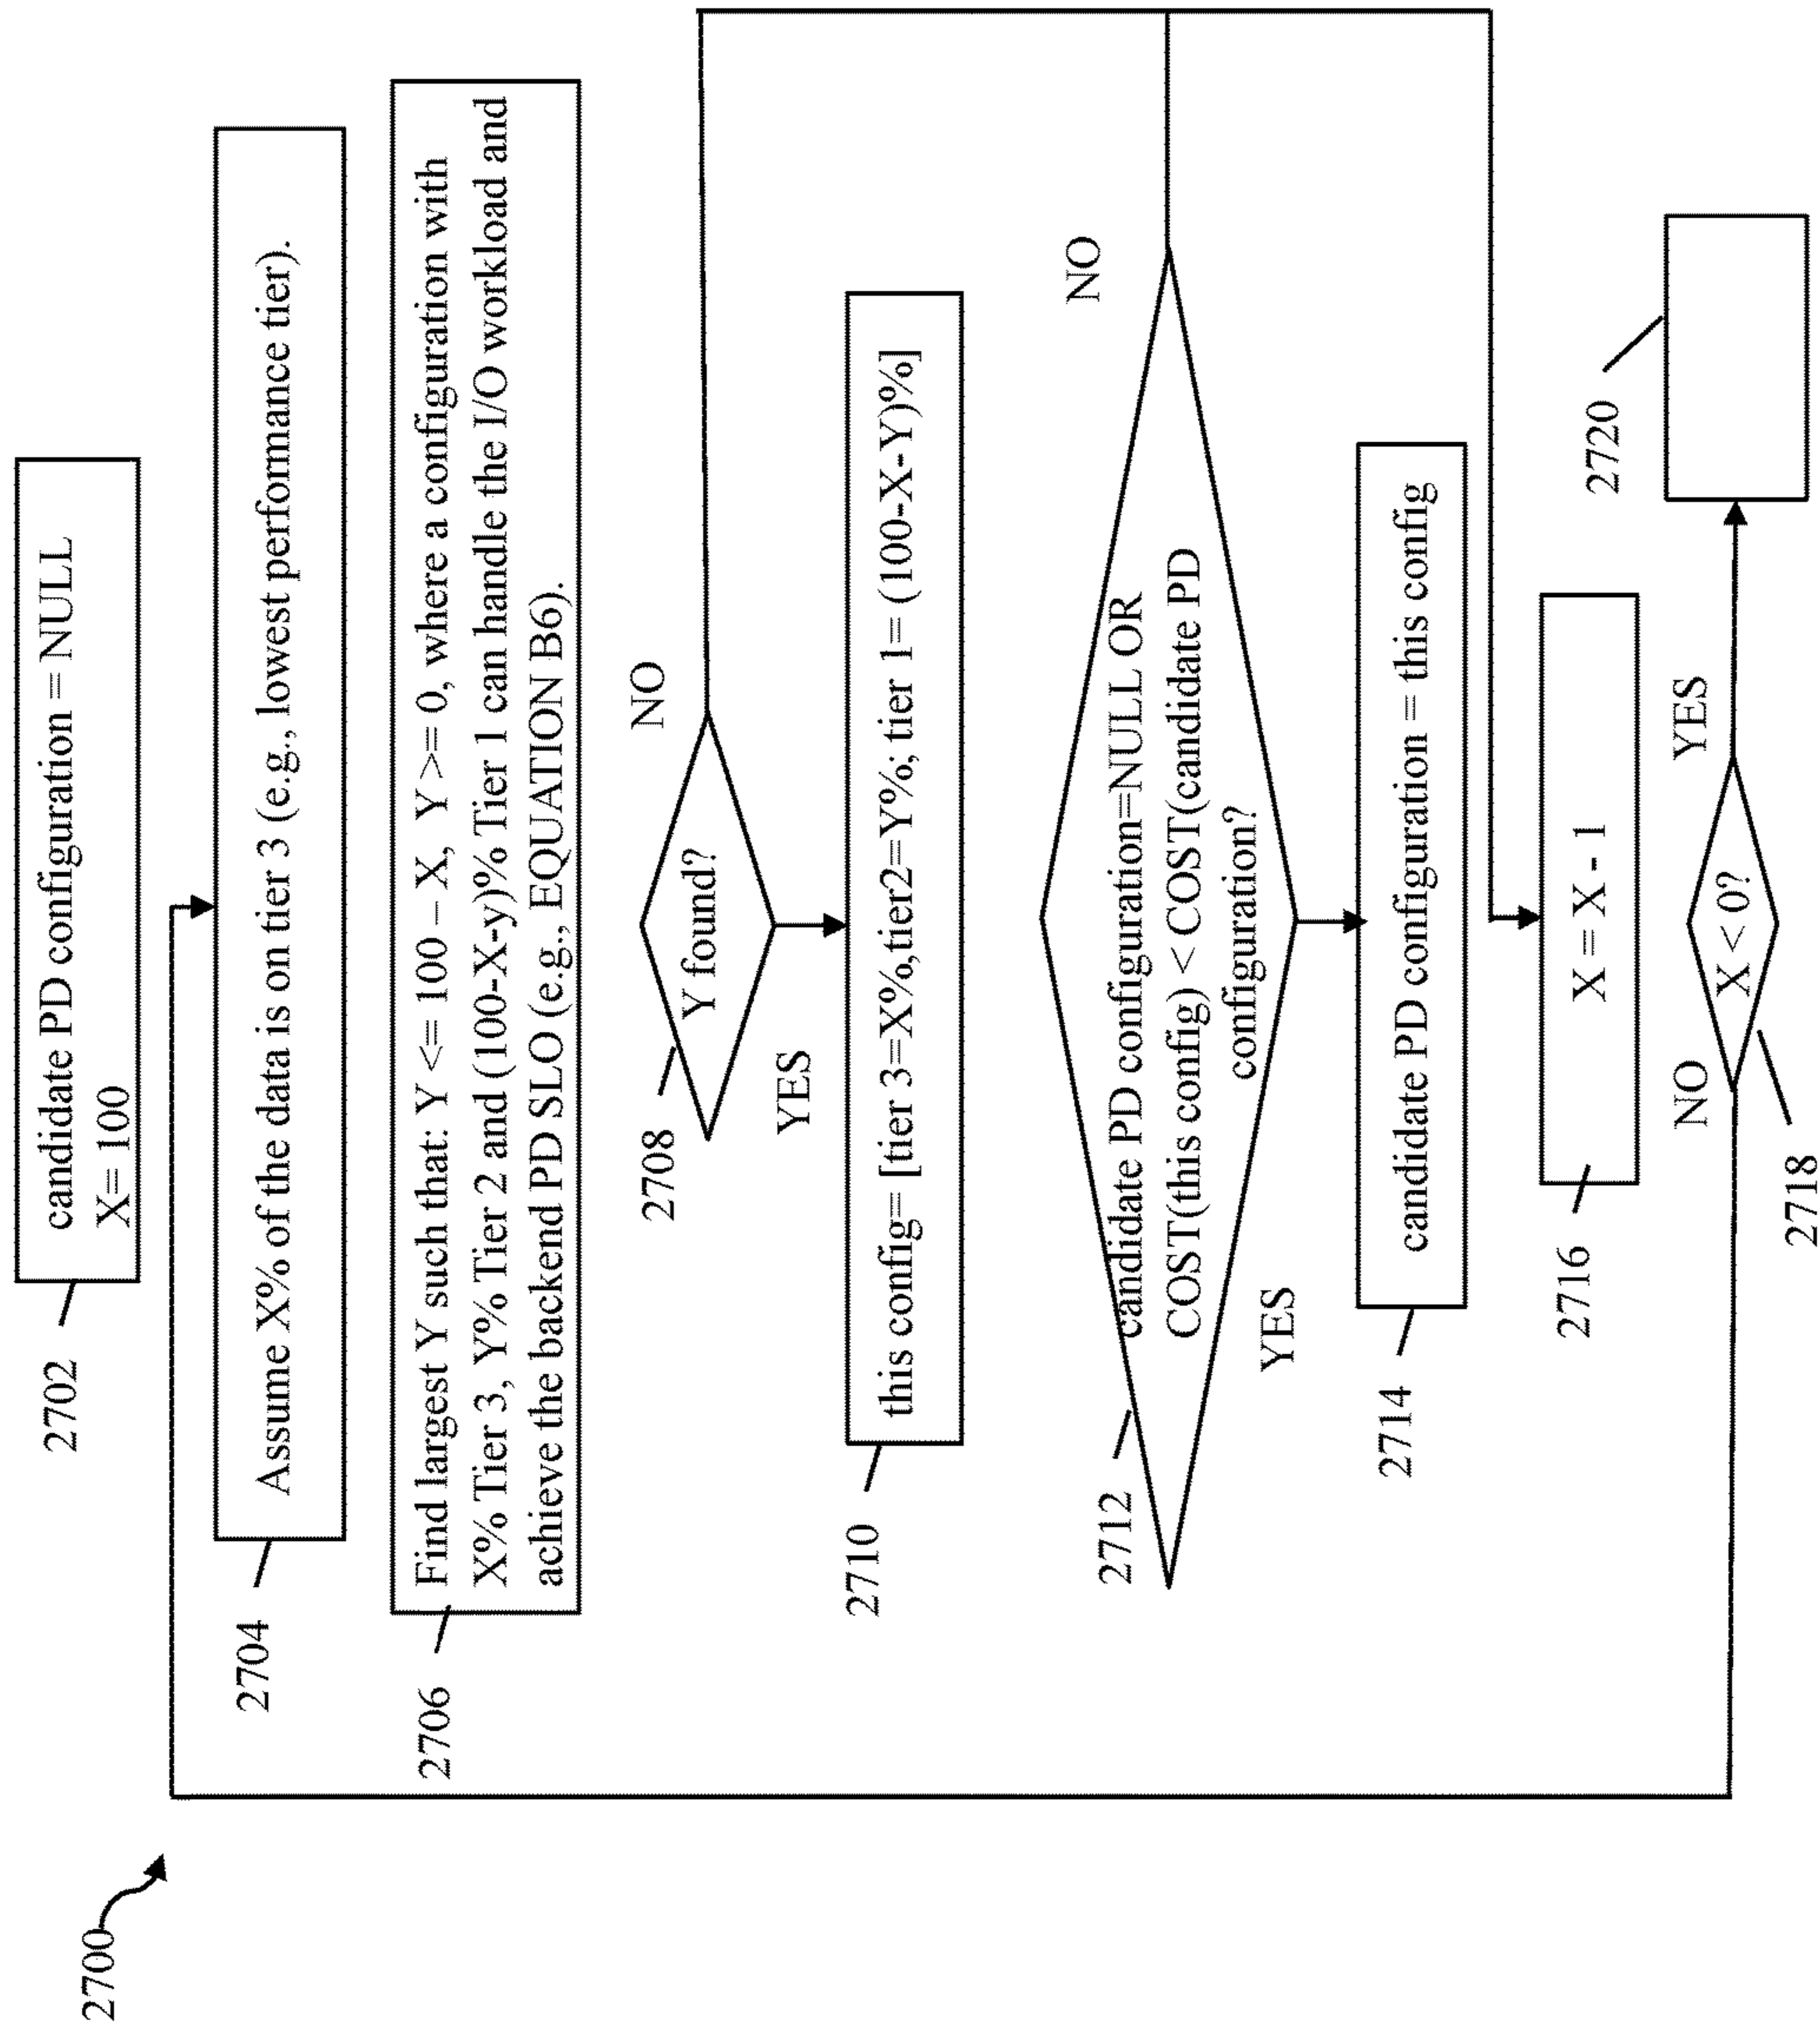 2700
2702
candidate PD configuration = NULL
X= 100
2704
Assume X% of the data is on tier 3 (e.g., lowest performance tier).
2706
Find largest Y such that: Y <= 100 – X, Y >= 0, where a configuration with
X% Tier 3, Y% Tier 2 and (100-X-y)% Tier 1 can handle the I/O workload and
achieve the backend PD SLO (e.g., EQUATION B6).
2708
Y found?
NO
YES
2710
this config= [tier 3=X%,tier2=Y%; tier 1= (100-X-Y)%]
2712
candidate PD configuration=NULL OR
COST(this config) < COST(candidate PD
configuration?
NO
YES
2714
candidate PD configuration = this config
2716
X = X - 1
2718
X < 0?
NO
YES
2720